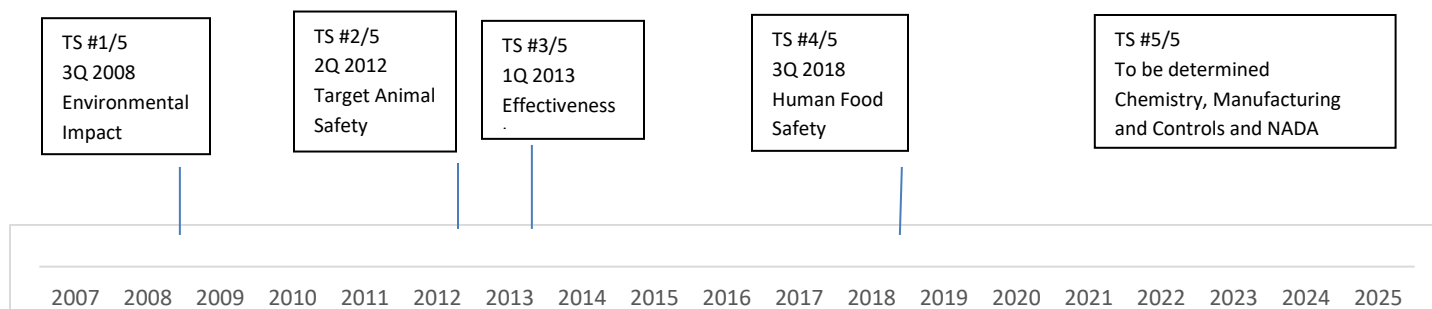 TS #1/5
3Q 2008
Environmental
Impact
TS #2/5
2Q 2012
Target Animal
Safety
TS #3/5
1Q 2013
Effectiveness
TS #4/5
3Q 2018
Human Food
Safety
TS #5/5
To be determined
Chemistry, Manufacturing
and Controls and NADA
2007 2008 2009 2010 2011 2012 2013 2014 2015 2016 2017 2018 2019 2020 2021 2022 2023 2024 2025